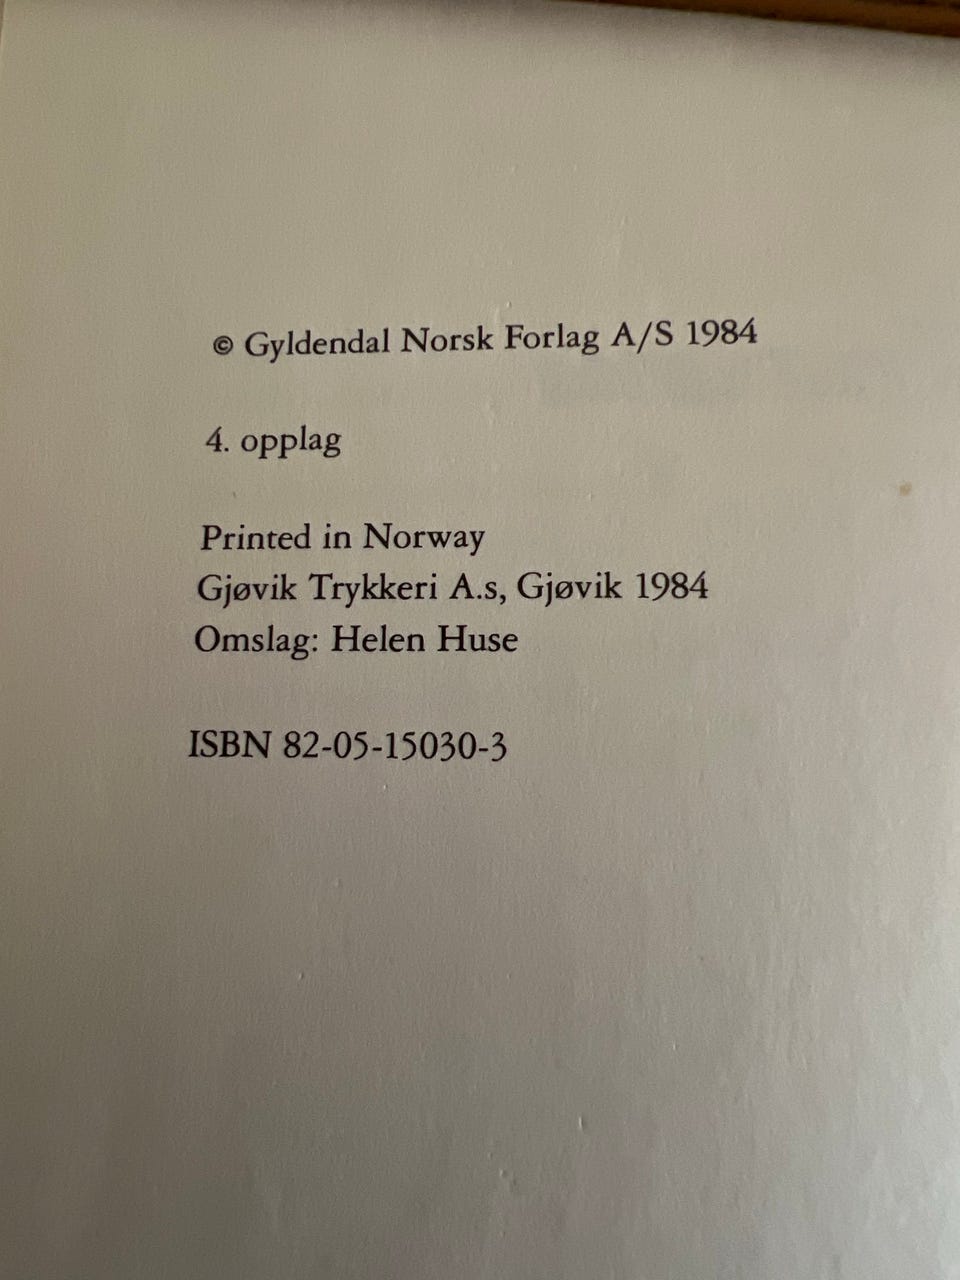 © Gyldendal Norsk Forlag A/S 1984
4. opplag
Printed in Norway
Gjøvik Trykkeri A.s, Gjøvik 1984
Omslag: Helen Huse
ISBN 82-05-15030-3